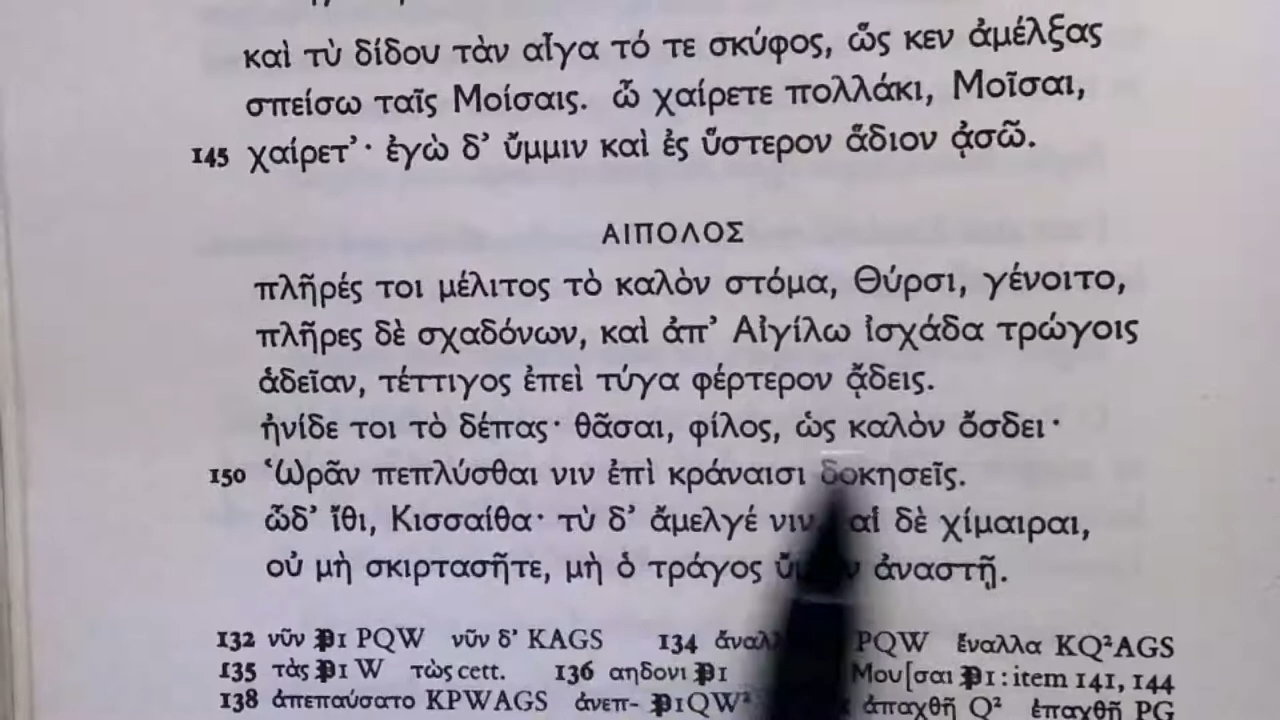 καὶ τὺ δίδου τὰν αἶγα τό τε σκύφος, ὥς κεν ἀμέλξας
σπείσω ταῖς Μοίσαις. ὦ χαίρετε πολλάκι, Μοῖσαι,
145 χαίρετ’· ἐγὼ δ’ ὔμμιν καὶ ἐς ὕστερον ἅδιον ᾀσῶ.
ΑΙΠΟΛΟΣ
πλῆρές τοι μέλιτος τὸ καλὸν στόμα, Θύρσι, γένοιτο,
πλῆρες δὲ σχαδόνων, καὶ ἀπ’ Αἰγίλω ἰσχάδα τρώγοις
ἁδεῖαν, τέττιγος ἐπεὶ τύγα φέρτερον ᾄδεις.
ἠνίδε τοι τὸ δέπας· θᾶσαι, φίλος, ὡς καλὸν ὄσδει·
150 Ὡρᾶν πεπλύσθαι νιν ἐπὶ κράναισι δοκησεῖς.
ὧδ’ ἴθι, Κισσαίθα· τὺ δ’ ἄμελγέ νιν αἱ δὲ χίμαιραι,
οὐ μὴ σκιρτασῆτε, μὴ ὁ τράγος ἀναστῇ.
132 νῦν 𝔓1 PQW νῦν δ’ KAGS 134 PQW ἔναλλα KQ²AGS
135 τὰς 𝔓1 W τὼς cett. 136 αηδονι 𝔓1 Μου[σαι 𝔓1 : item 141, 144
138 ἀπεπαύσατο KPWAGS ἀνεπ- 𝔓1QW² ἀπαχθῆ Q² ἐπαχθῆ PG